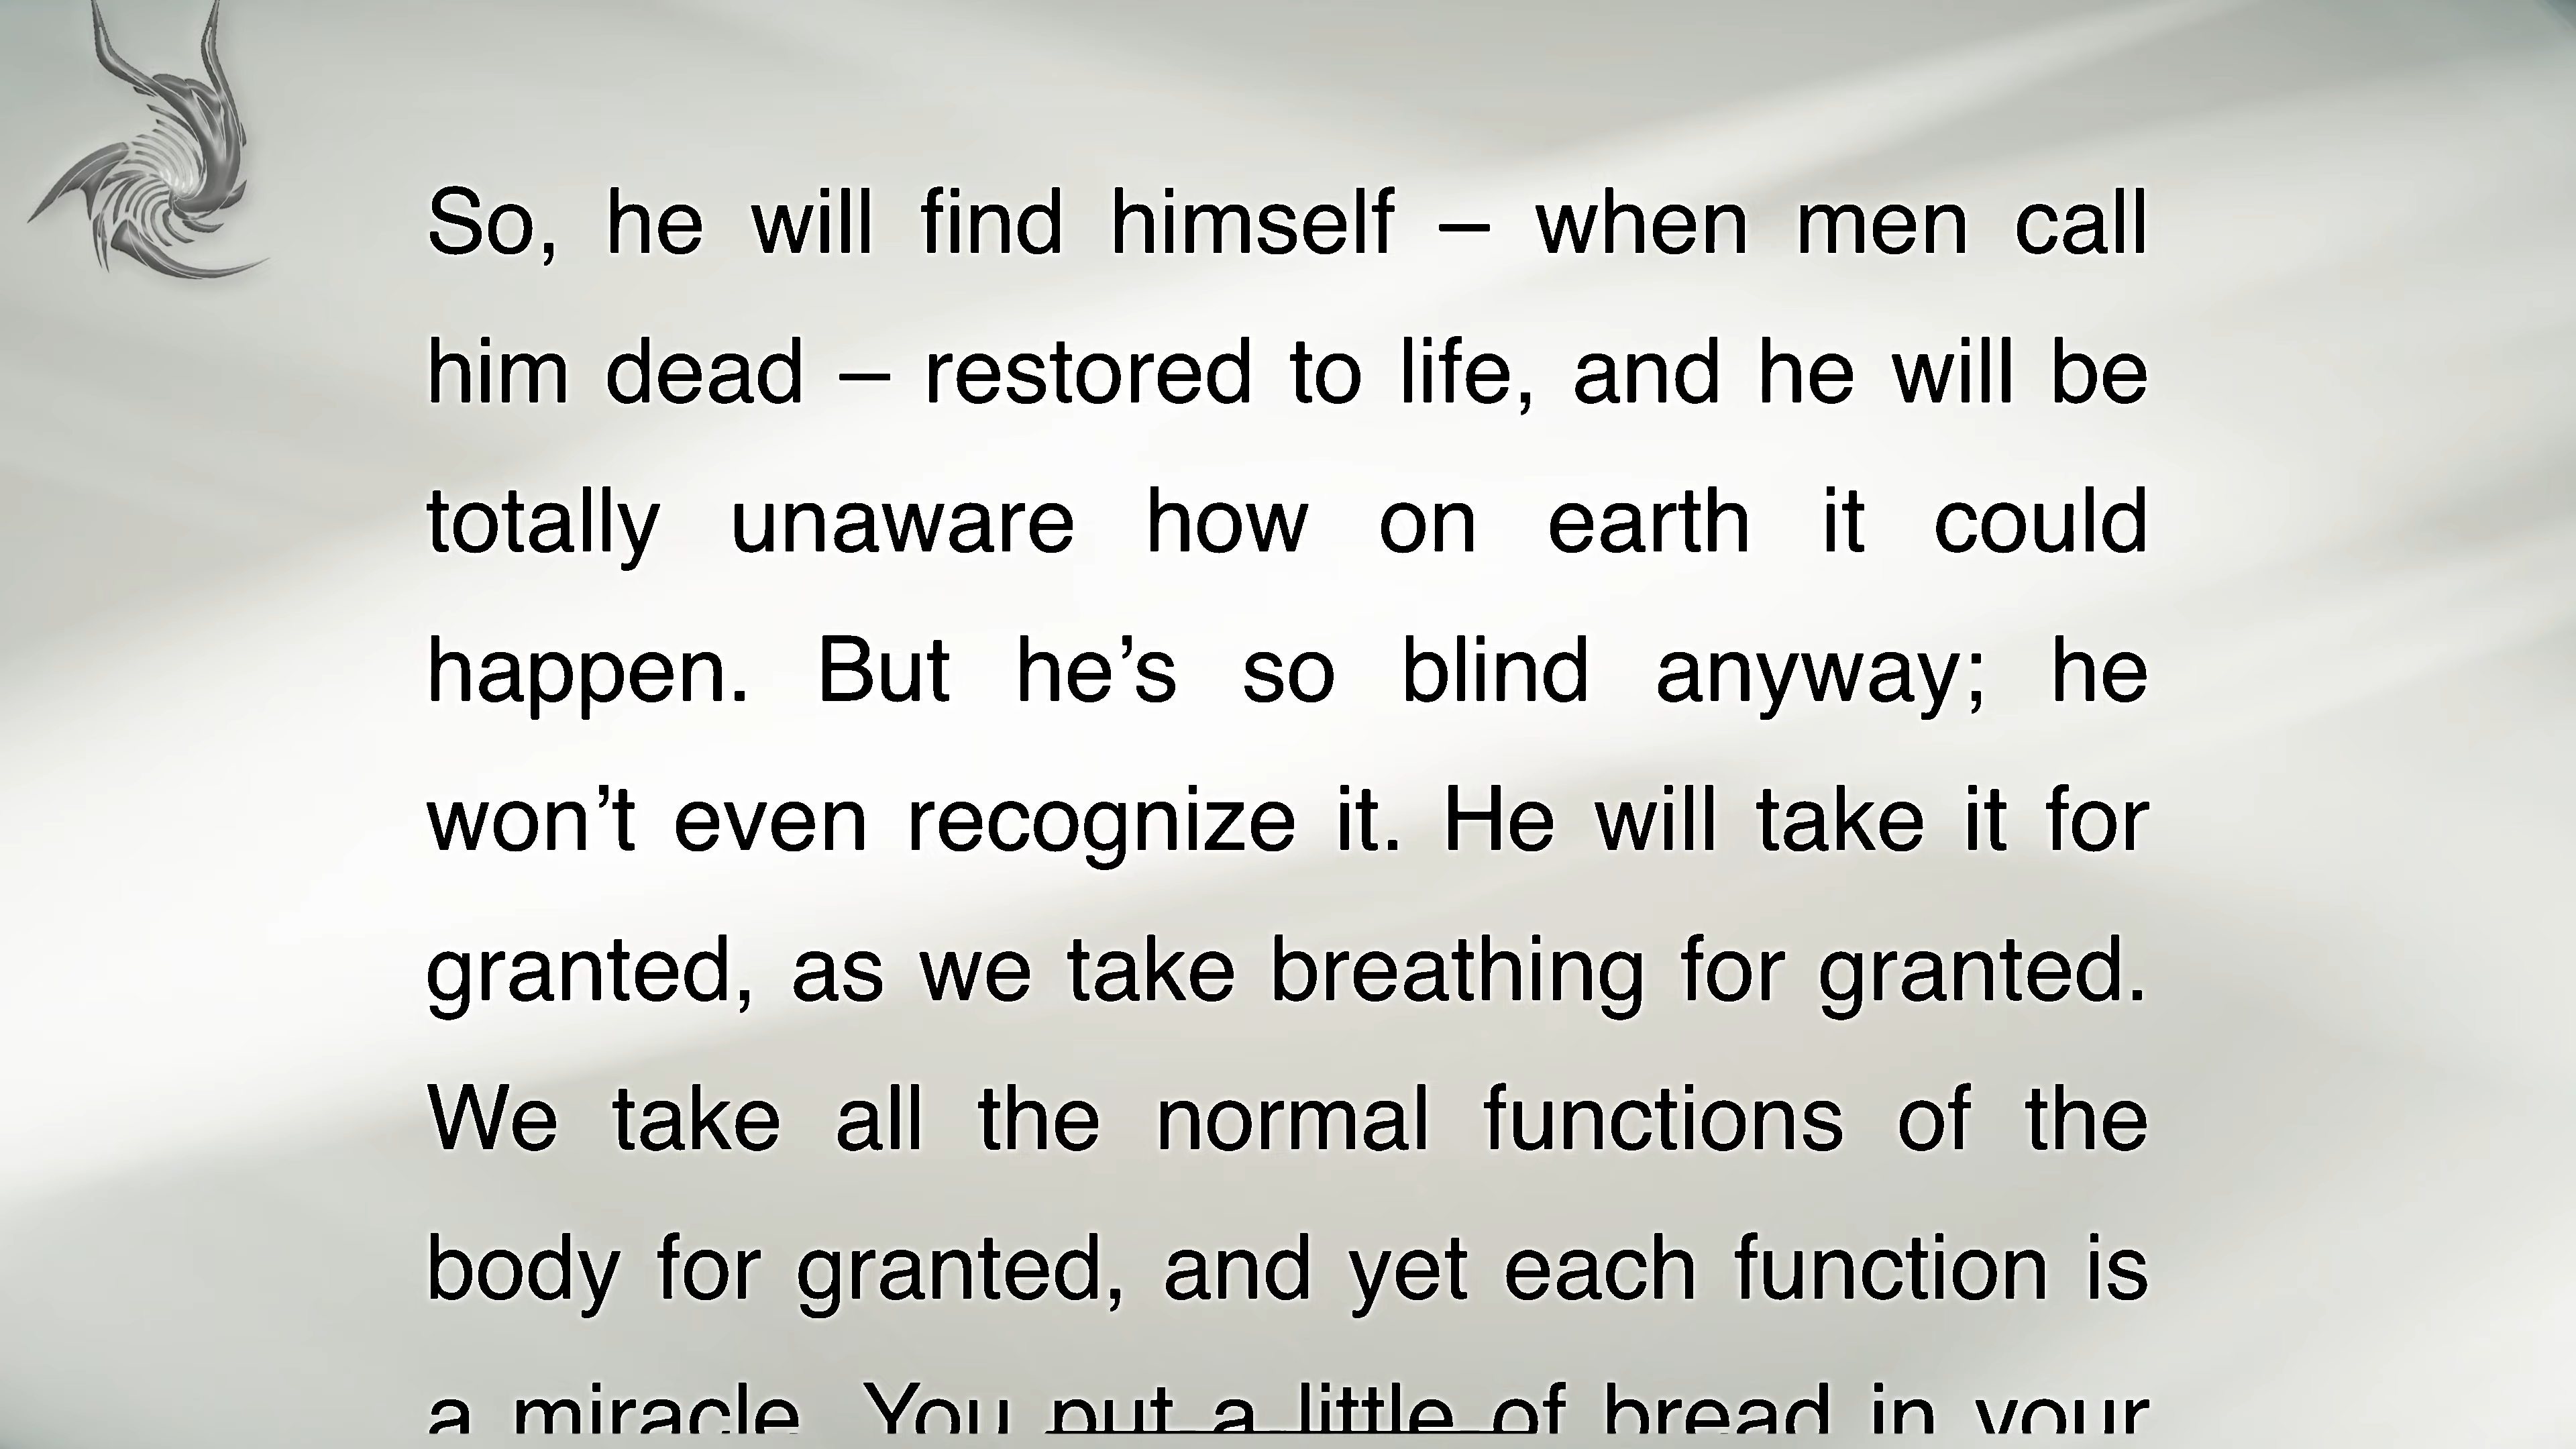 So, he will find himself – when men call
him dead – restored to life, and he will be
totally unaware how on earth it could
happen. But he’s so blind anyway; he
won’t even recognize it. He will take it for
granted, as we take breathing for granted.
We take all the normal functions of the
body for granted, and yet each function is
a miracle. You put a little of bread in your